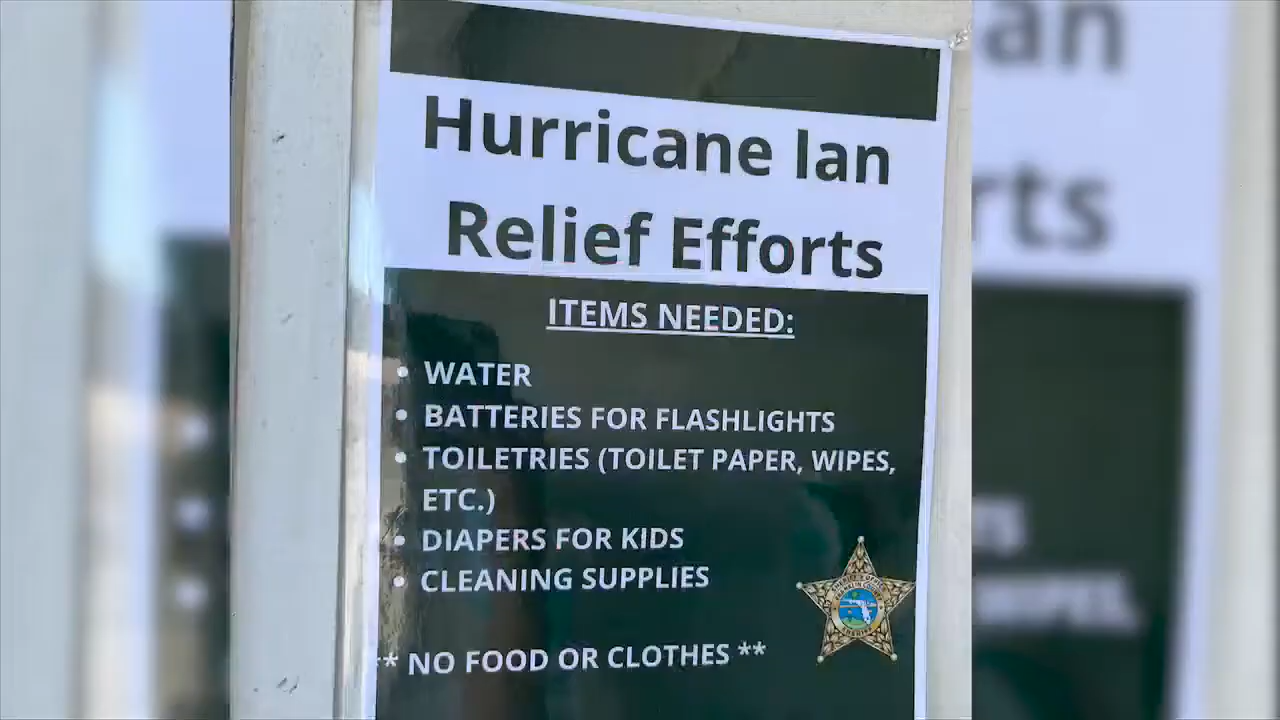 Hurricane Ian
Relief Efforts
ITEMS NEEDED:
• WATER
• BATTERIES FOR FLASHLIGHTS
• TOILETRIES (TOILET PAPER, WIPES,
ETC.)
• DIAPERS FOR KIDS
• CLEANING SUPPLIES
** NO FOOD OR CLOTHES **